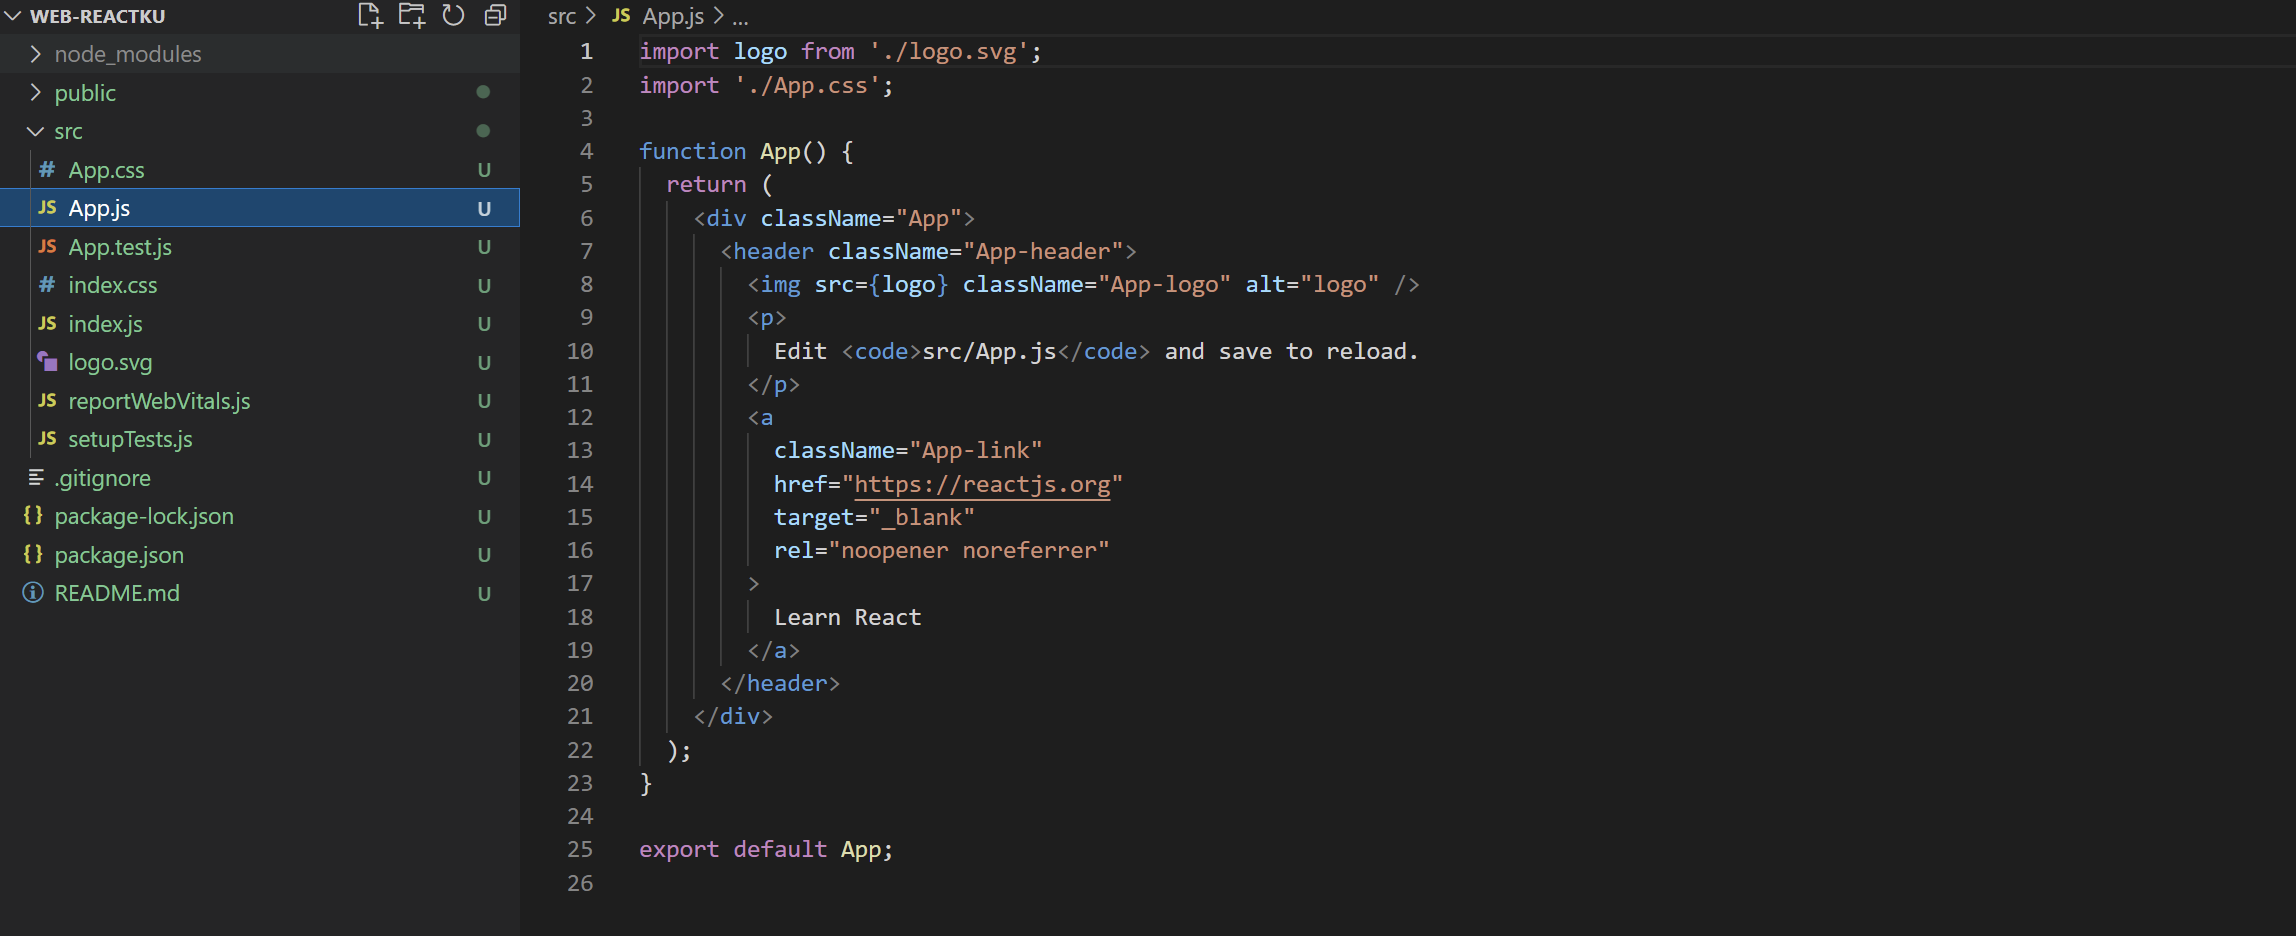 WEB-REACTKU
node_modules
public
src
# App.css U
JS App.js U
JS App.test.js U
# index.css U
JS index.js U
logo.svg U
JS reportWebVitals.js U
JS setupTests.js U
.gitignore U
{} package-lock.json U
{} package.json U
README.md U
src > JS App.js > ...
1 import logo from './logo.svg';
2 import './App.css';
3
4 function App() {
5   return (
6     <div className="App">
7       <header className="App-header">
8         <img src={logo} className="App-logo" alt="logo" />
9         <p>
10           Edit <code>src/App.js</code> and save to reload.
11         </p>
12         <a
13           className="App-link"
14           href="https://reactjs.org"
15           target="_blank"
16           rel="noopener noreferrer"
17         >
18           Learn React
19         </a>
20       </header>
21     </div>
22   );
23 }
24
25 export default App;
26